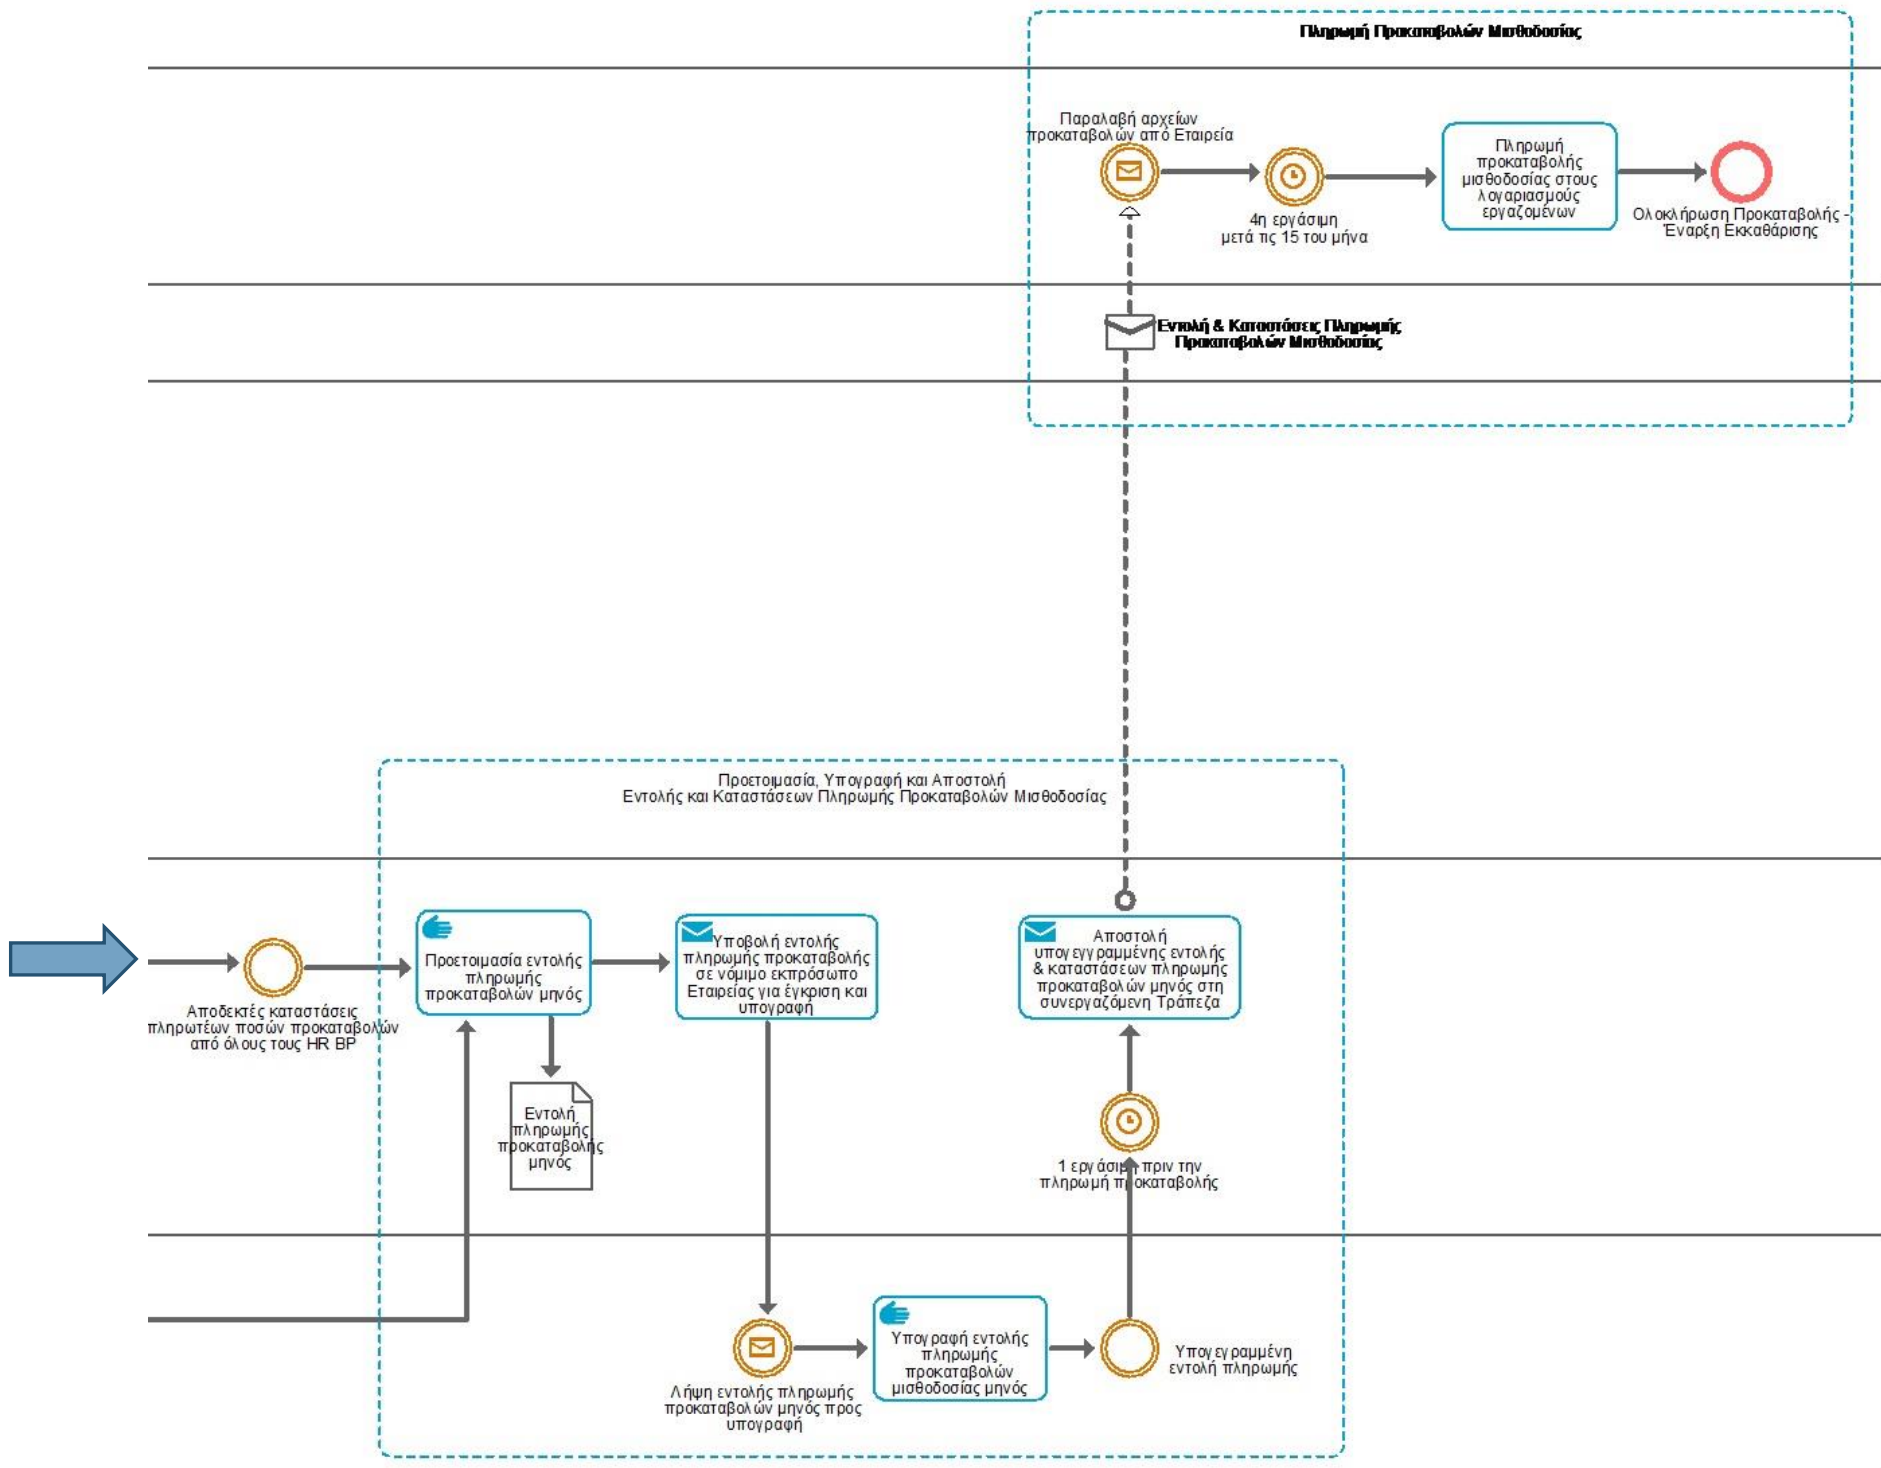 Πληρωμή Προκαταβολών Μισθοδοσίας
Παραλαβή αρχείων
προκαταβολών από Εταιρεία
4η εργάσιμη
μετά τις 15 του μήνα
Πληρωμή
προκαταβολής
μισθοδοσίας στους
λογαριασμούς
εργαζομένων
Ολοκλήρωση Προκαταβολής -
Έναρξη Εκκαθάρισης
Εντολή & Καταστάσεις Πληρωμής
Προκαταβολών Μισθοδοσίας
Προετοιμασία, Υπογραφή και Αποστολή
Εντολής και Καταστάσεων Πληρωμής Προκαταβολών Μισθοδοσίας
Αποδεκτές καταστάσεις
πληρωτέων ποσών προκαταβολών
από όλους τους HR BP
Προετοιμασία εντολής
πληρωμής
προκαταβολών μηνός
Εντολή
πληρωμής
προκαταβολής
μηνός
Υποβολή εντολής
πληρωμής προκαταβολής
σε νόμιμο εκπρόσωπο
Εταιρείας για έγκριση και
υπογραφή
Αποστολή
υπογεγραμμένης εντολής
& καταστάσεων πληρωμής
προκαταβολών μηνός στη
συνεργαζόμενη Τράπεζα
1 εργάσιμη πριν την
πληρωμή προκαταβολής
Λήψη εντολής πληρωμής
προκαταβολών μηνός προς
υπογραφή
Υπογραφή εντολής
πληρωμής
προκαταβολών
μισθοδοσίας μηνός
Υπογεγραμμένη
εντολή πληρωμής